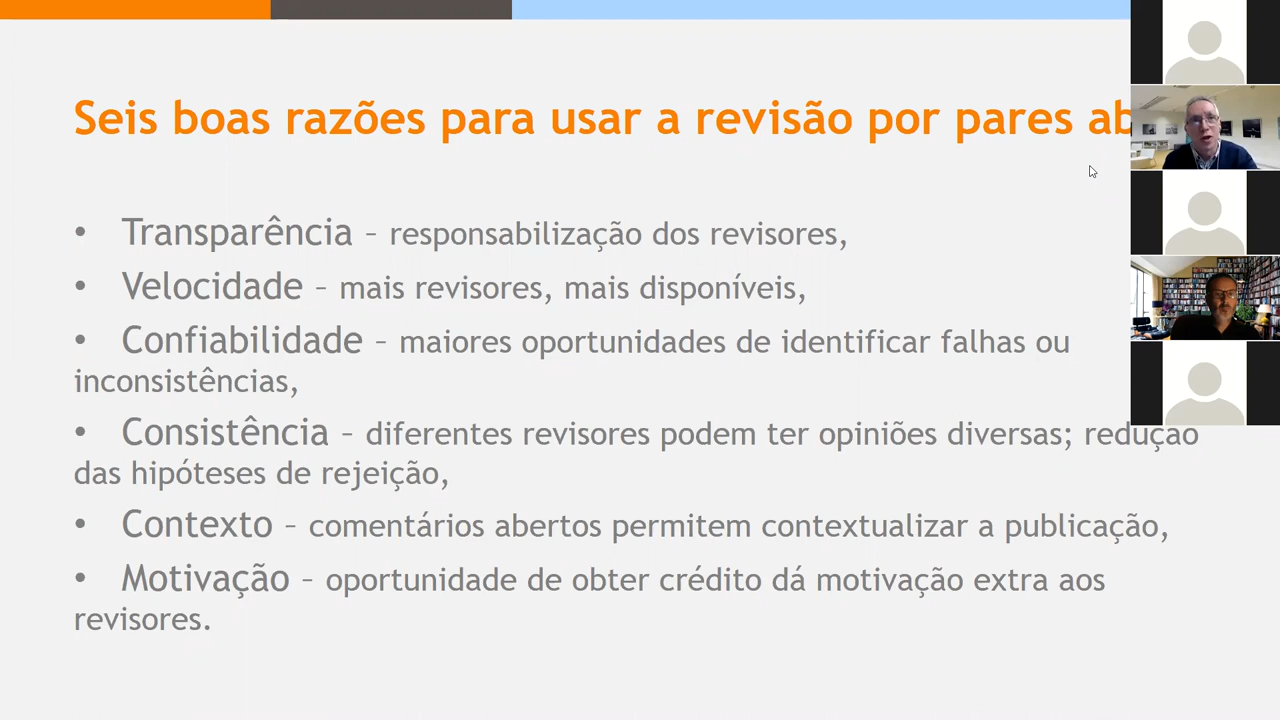 Seis boas razões para usar a revisão por pares
• Transparência – responsabilização dos revisores,
• Velocidade – mais revisores, mais disponíveis,
• Confiabilidade – maiores oportunidades de identificar falhas ou
inconsistências,
• Consistência – diferentes revisores podem ter opiniões diversas; redução
das hipóteses de rejeição,
• Contexto – comentários abertos permitem contextualizar a publicação,
• Motivação – oportunidade de obter crédito dá motivação extra aos
revisores.